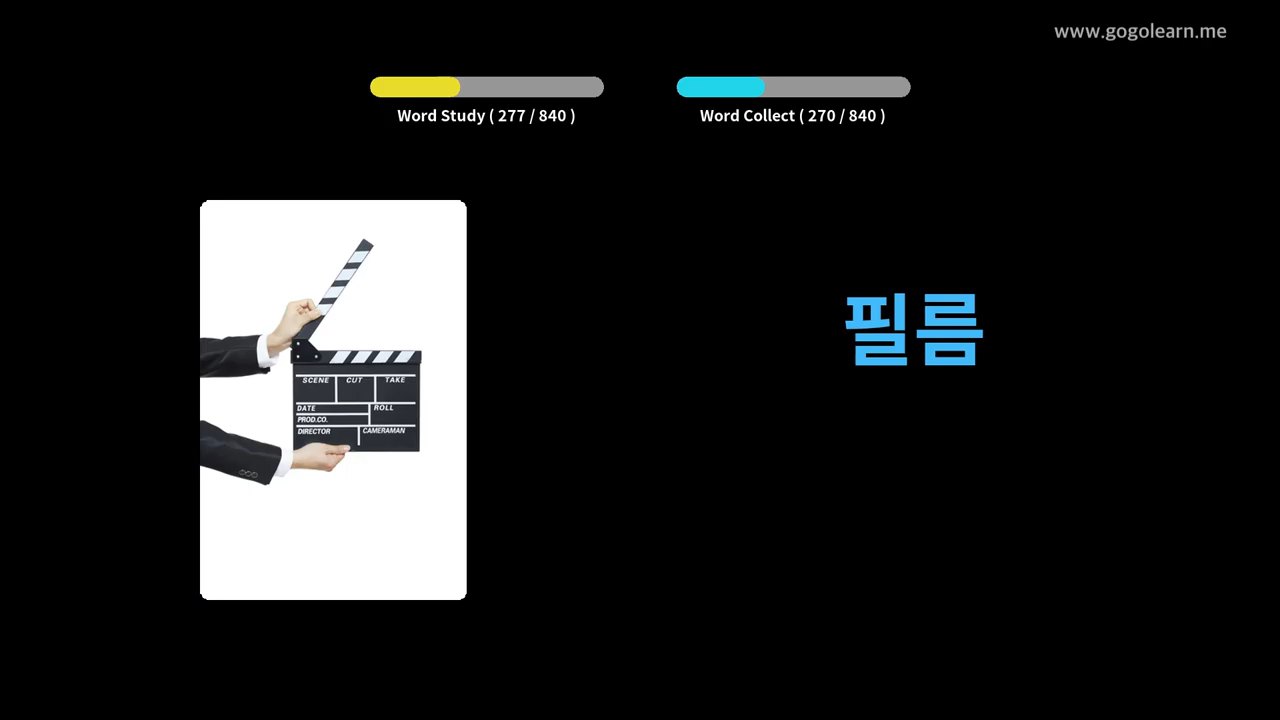 www.gogolearn.me
Word Study ( 277 / 840 )
Word Collect ( 270 / 840 )
SCENE CUT TAKE
DATE ROLL
PROD.CO.
DIRECTOR CAMERAMAN
필름